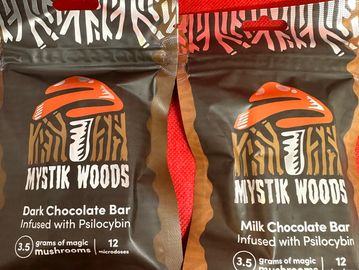 MYSTIK WOODS
Dark Chocolate Bar
Infused with Psilocybin
3.5 grams of magic mushrooms
12 microdoses
MYSTIK WOODS
Milk Chocolate Bar
Infused with Psilocybin
3.5 grams of magic mushrooms
12 microdoses